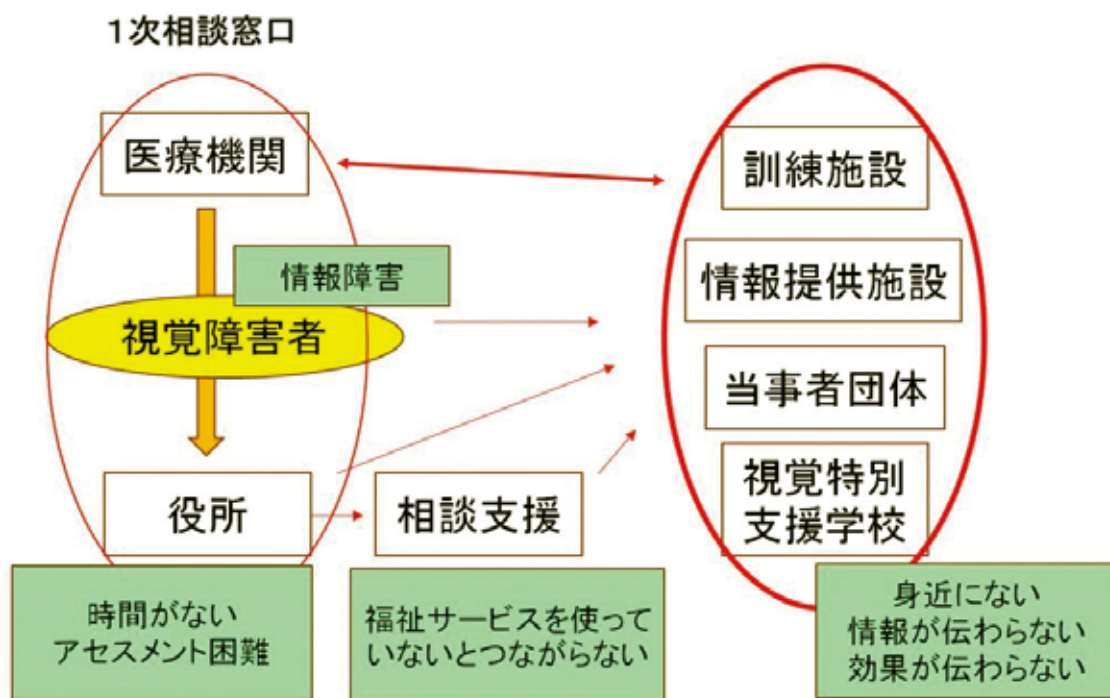 1次相談窓口
医療機関
情報障害
視覚障害者
役所
時間がない
アセスメント困難
相談支援
福祉サービスを使って
いないとつながらない
訓練施設
情報提供施設
当事者団体
視覚特別
支援学校
身近にない
情報が伝わらない
効果が伝わらない